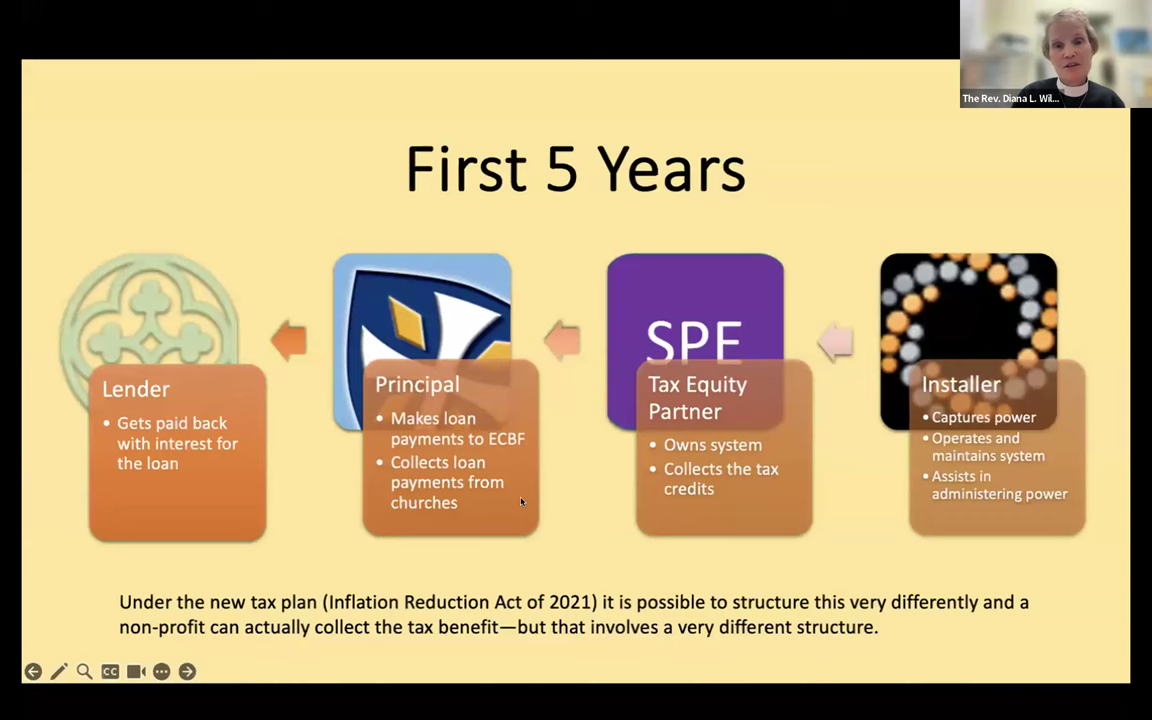 The Rev. Diana L. Wil...
First 5 Years
SPE
Lender
• Gets paid back
with interest for
the loan
Principal
• Makes loan
payments to ECBF
• Collects loan
payments from
churches
Tax Equity
Partner
• Owns system
• Collects the tax
credits
Installer
• Captures power
• Operates and
maintains system
• Assists in
administering power
Under the new tax plan (Inflation Reduction Act of 2021) it is possible to structure this very differently and a
non-profit can actually collect the tax benefit—but that involves a very different structure.
CC